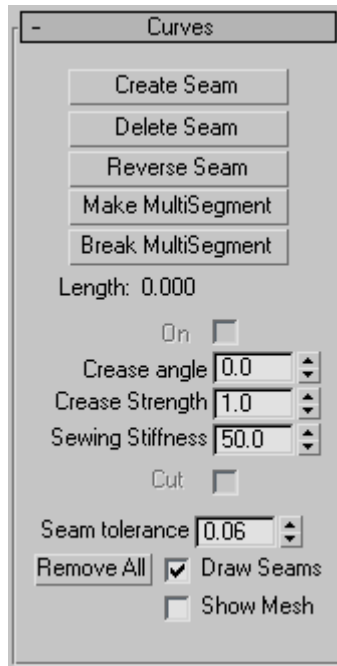 - Curves
Create Seam
Delete Seam
Reverse Seam
Make MultiSegment
Break MultiSegment
Length: 0.000
On
Crease angle 0.0
Crease Strength 1.0
Sewing Stiffness 50.0
Cut
Seam tolerance 0.06
Remove All Draw Seams
Show Mesh